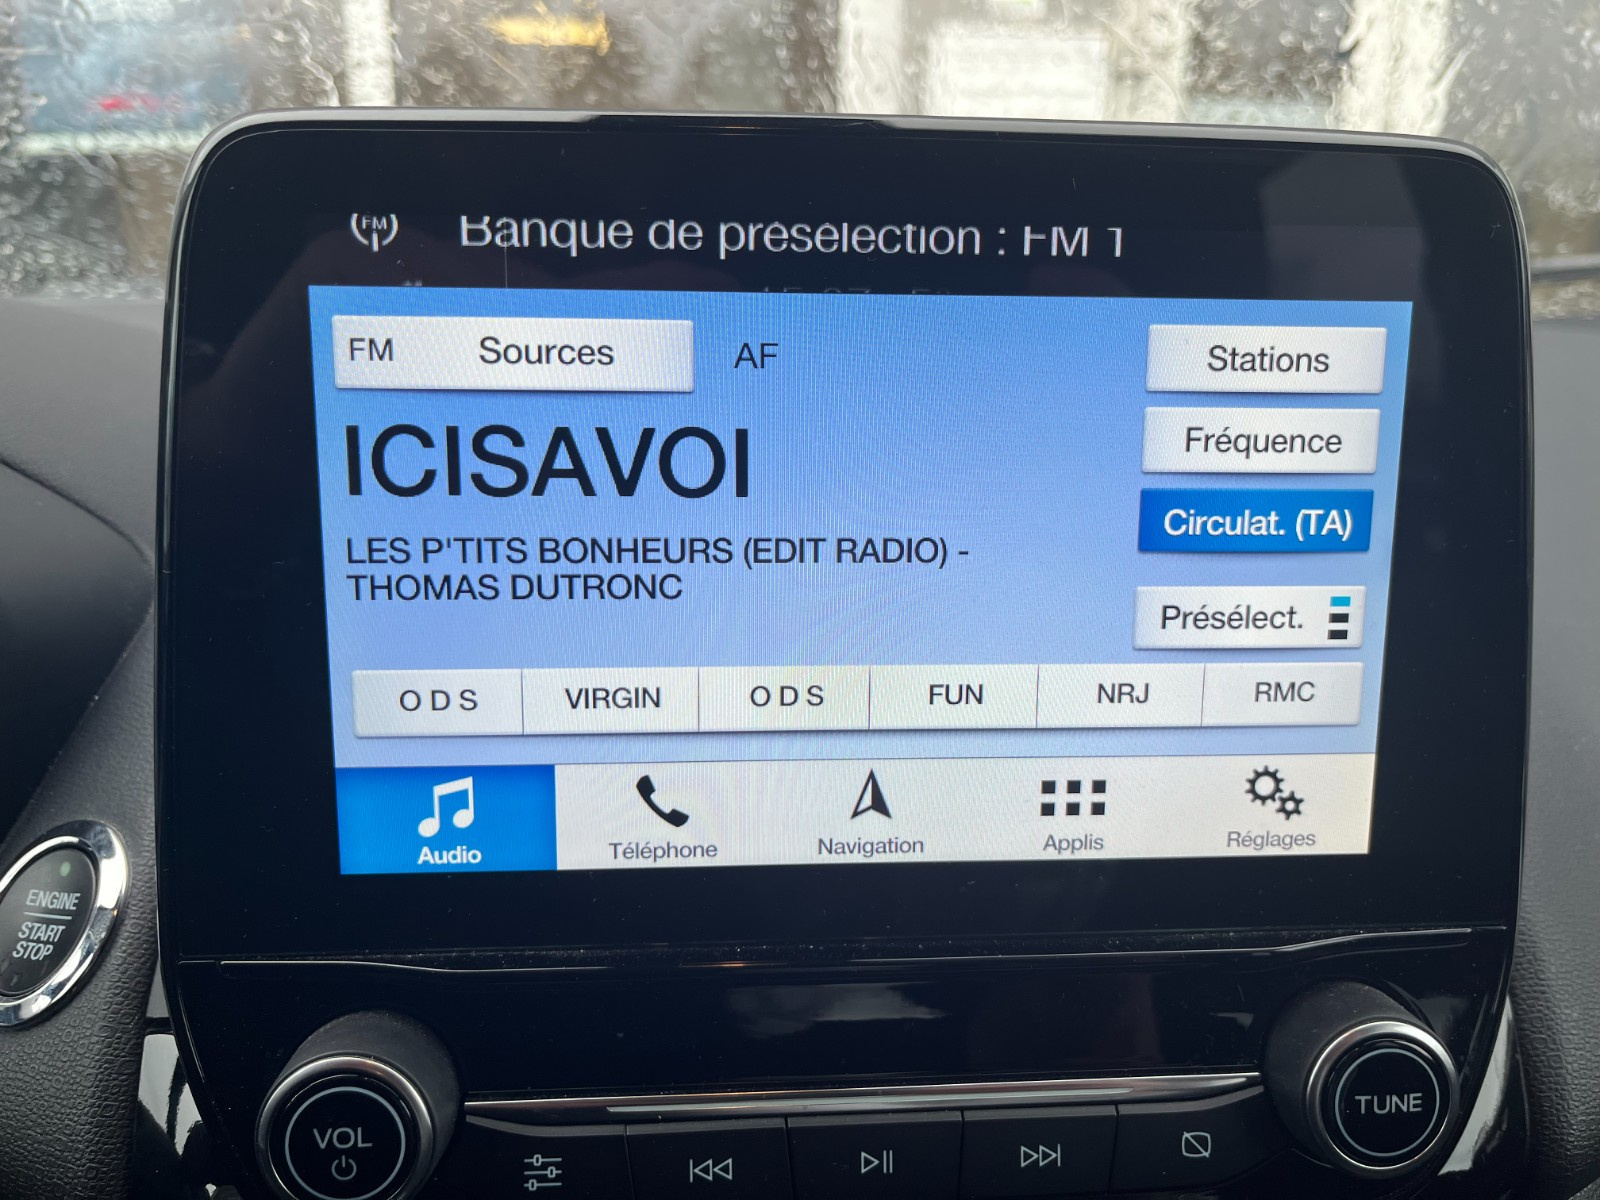 FM
Banque de présélection : FM 1
FM Sources
AF
Stations
ICISAVOI
Fréquence
LES P'TITS BONHEURS (EDIT RADIO) -
THOMAS DUTRONC
Circulat. (TA)
Présélect.
O D S
VIRGIN
O D S
FUN
NRJ
RMC
Audio
Téléphone
Navigation
Applis
Réglages
ENGINE
START
STOP
VOL
TUNE